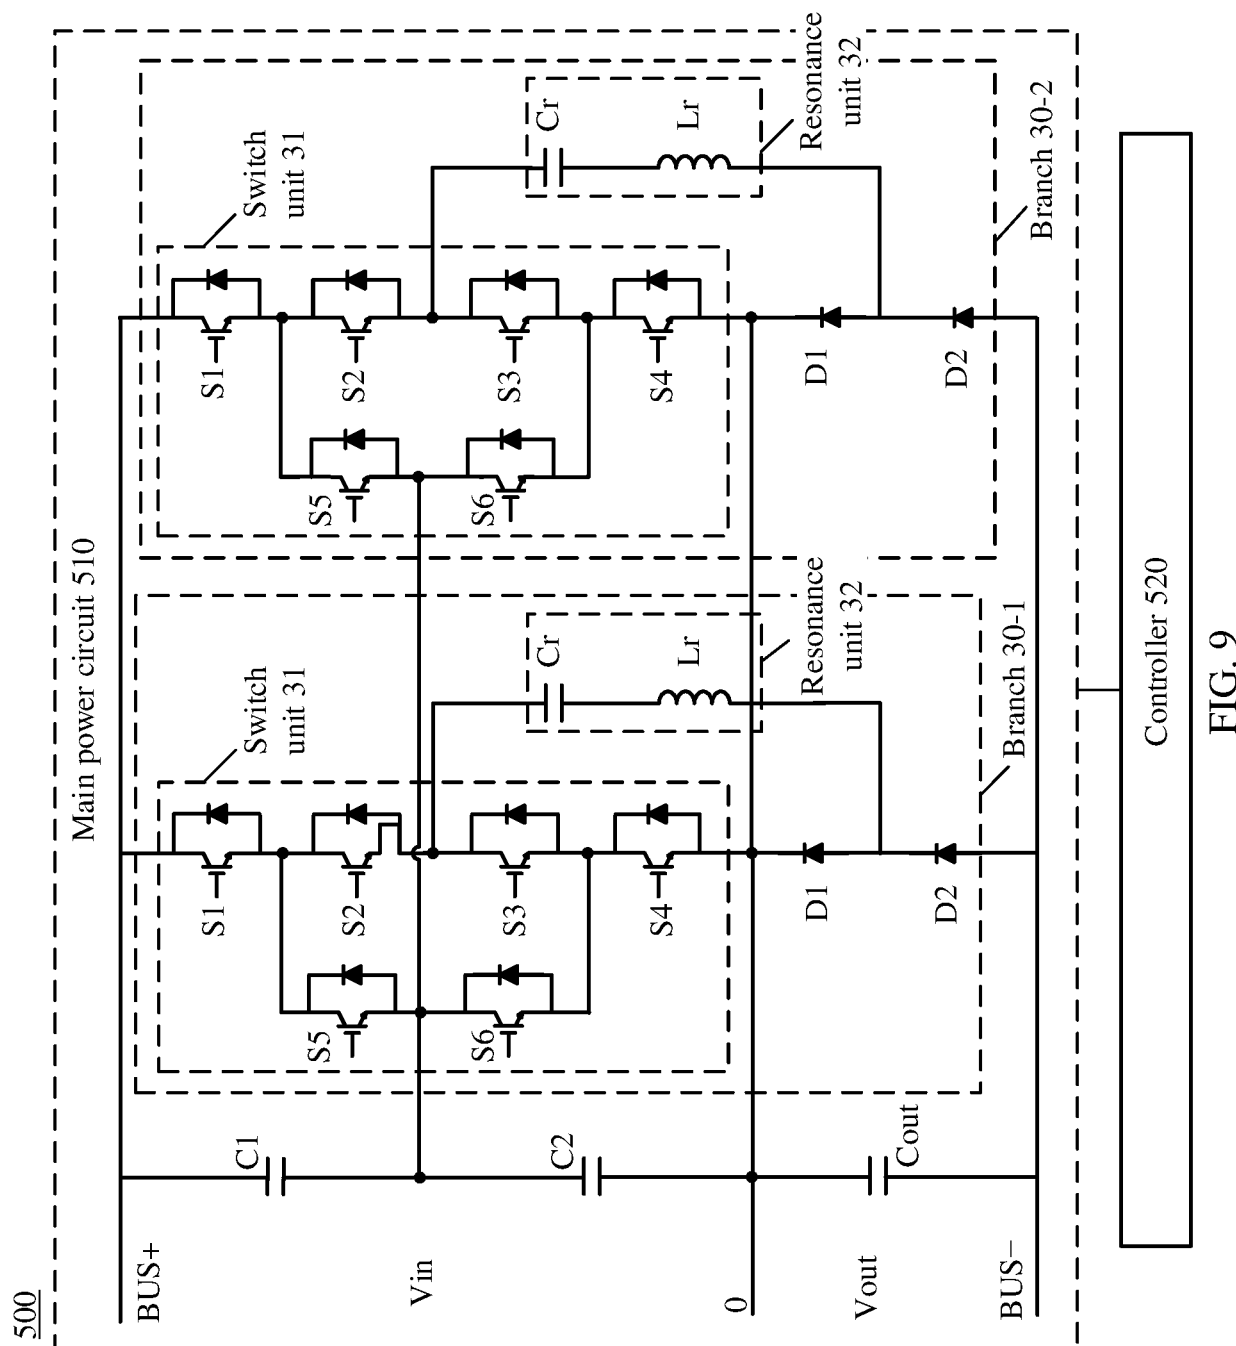 500
Main power circuit 510
BUS+
Vin
0
Vout
BUS−
C1
C2
Cout
Switch
unit 31
S1
S2
S3
S4
S5
S6
Cr
Lr
Resonance
unit 32
D1
D2
Branch 30-1
Switch
unit 31
S1
S2
S3
S4
S5
S6
Cr
Lr
Resonance
unit 32
D1
D2
Branch 30-2
Controller 520
FIG. 9